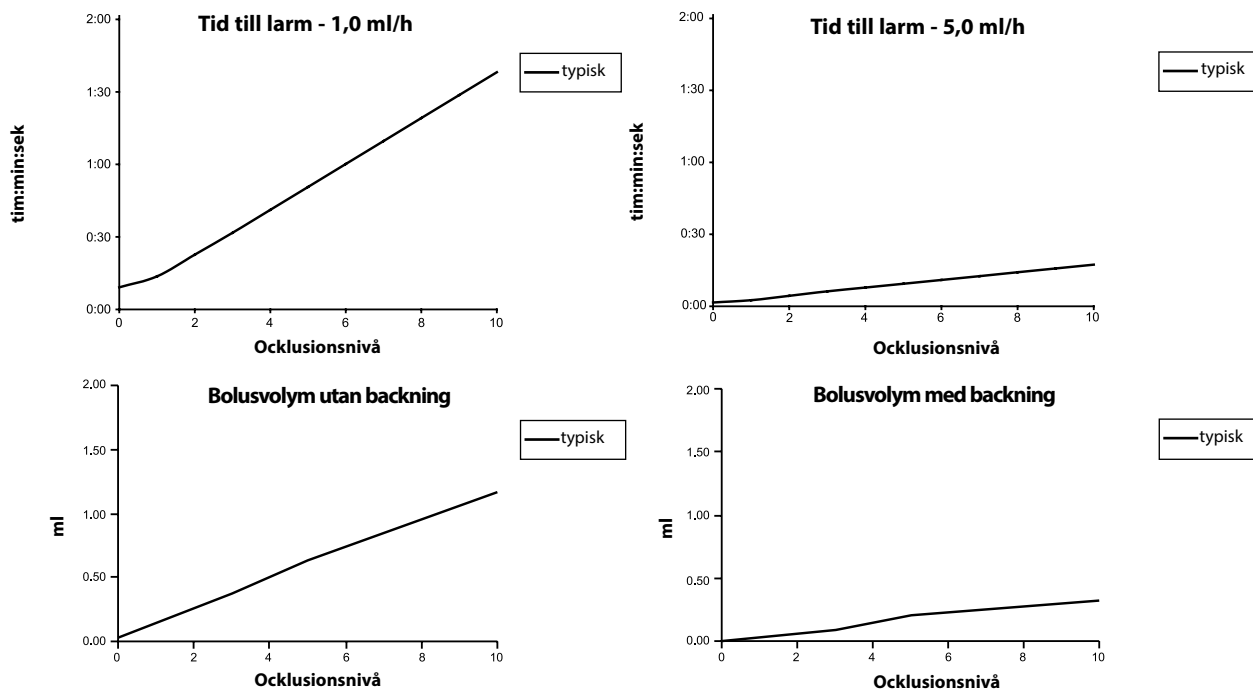 Tid till larm - 1,0 ml/h
typisk
tim:min:sek
2:00
1:30
1:00
0:30
0:00
0 2 4 6 8 10
Ocklusionsnivå
Tid till larm - 5,0 ml/h
typisk
tim:min:sek
2:00
1:30
1:00
0:30
0:00
0 2 4 6 8 10
Ocklusionsnivå
Bolusvolym utan backning
typisk
ml
2.00
1.50
1.00
0.50
0.00
0 2 4 6 8 10
Ocklusionsnivå
Bolusvolym med backning
typisk
ml
2.00
1.50
1.00
0.50
0.00
0 2 4 6 8 10
Ocklusionsnivå